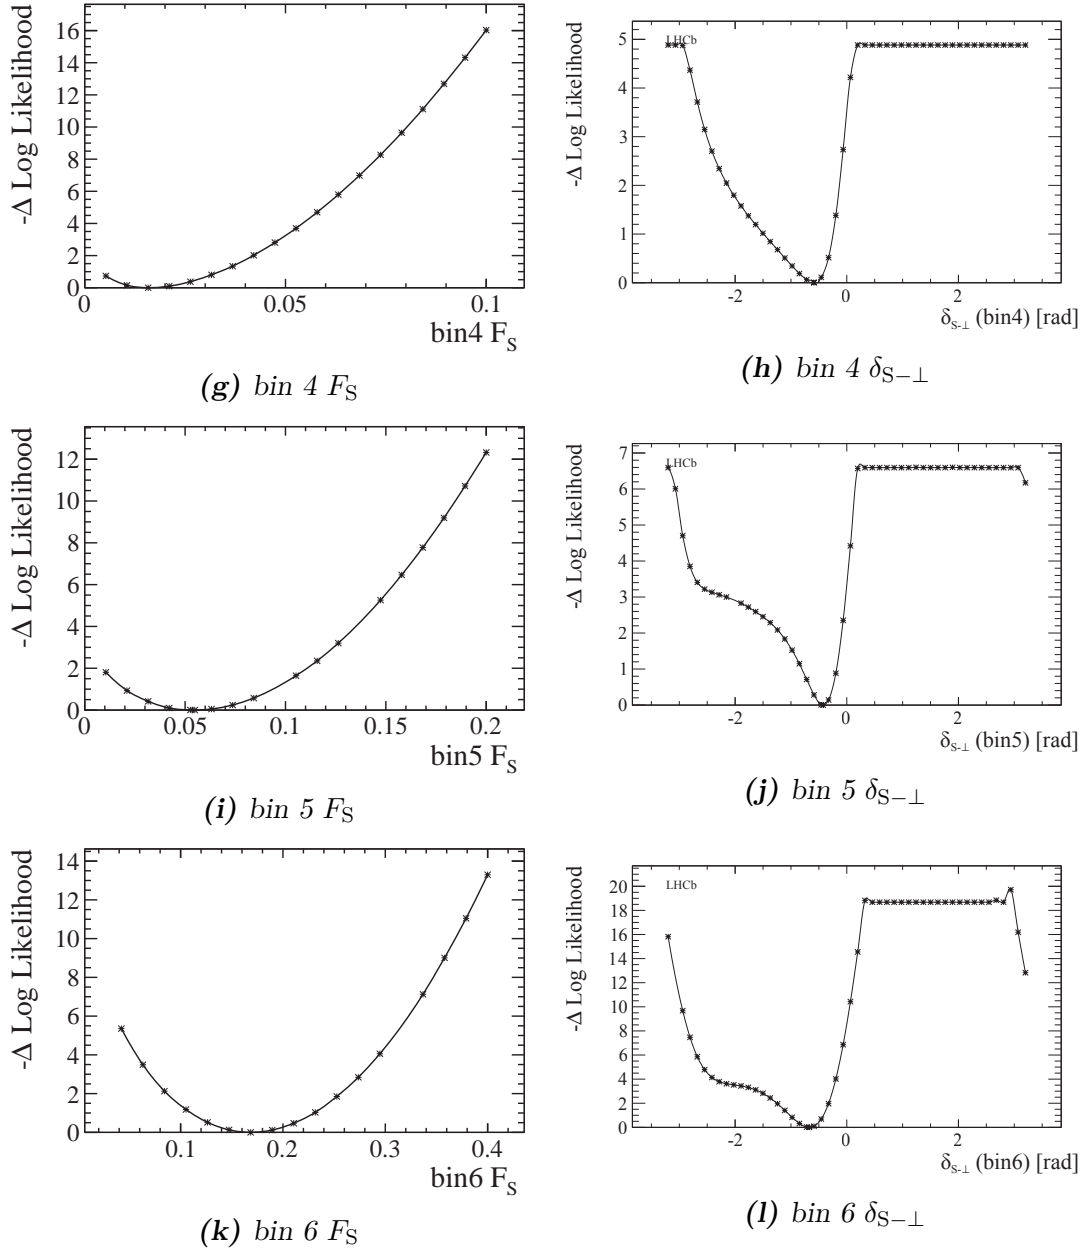 -Δ Log Likelihood
16
14
12
10
8
6
4
2
0
0 0.05 0.1
bin4 F_S
(g) bin 4 F_S
-Δ Log Likelihood
LHCb
5
4
3
2
1
0
-2 0 2
δ_S-⊥ (bin4) [rad]
(h) bin 4 δ_S−⊥
-Δ Log Likelihood
12
10
8
6
4
2
0
0 0.05 0.1 0.15 0.2
bin5 F_S
(i) bin 5 F_S
-Δ Log Likelihood
LHCb
7
6
5
4
3
2
1
0
-2 0 2
δ_S-⊥ (bin5) [rad]
(j) bin 5 δ_S−⊥
-Δ Log Likelihood
14
12
10
8
6
4
2
0
0.1 0.2 0.3 0.4
bin6 F_S
(k) bin 6 F_S
-Δ Log Likelihood
LHCb
20
18
16
14
12
10
8
6
4
2
0
-2 0 2
δ_S-⊥ (bin6) [rad]
(l) bin 6 δ_S−⊥